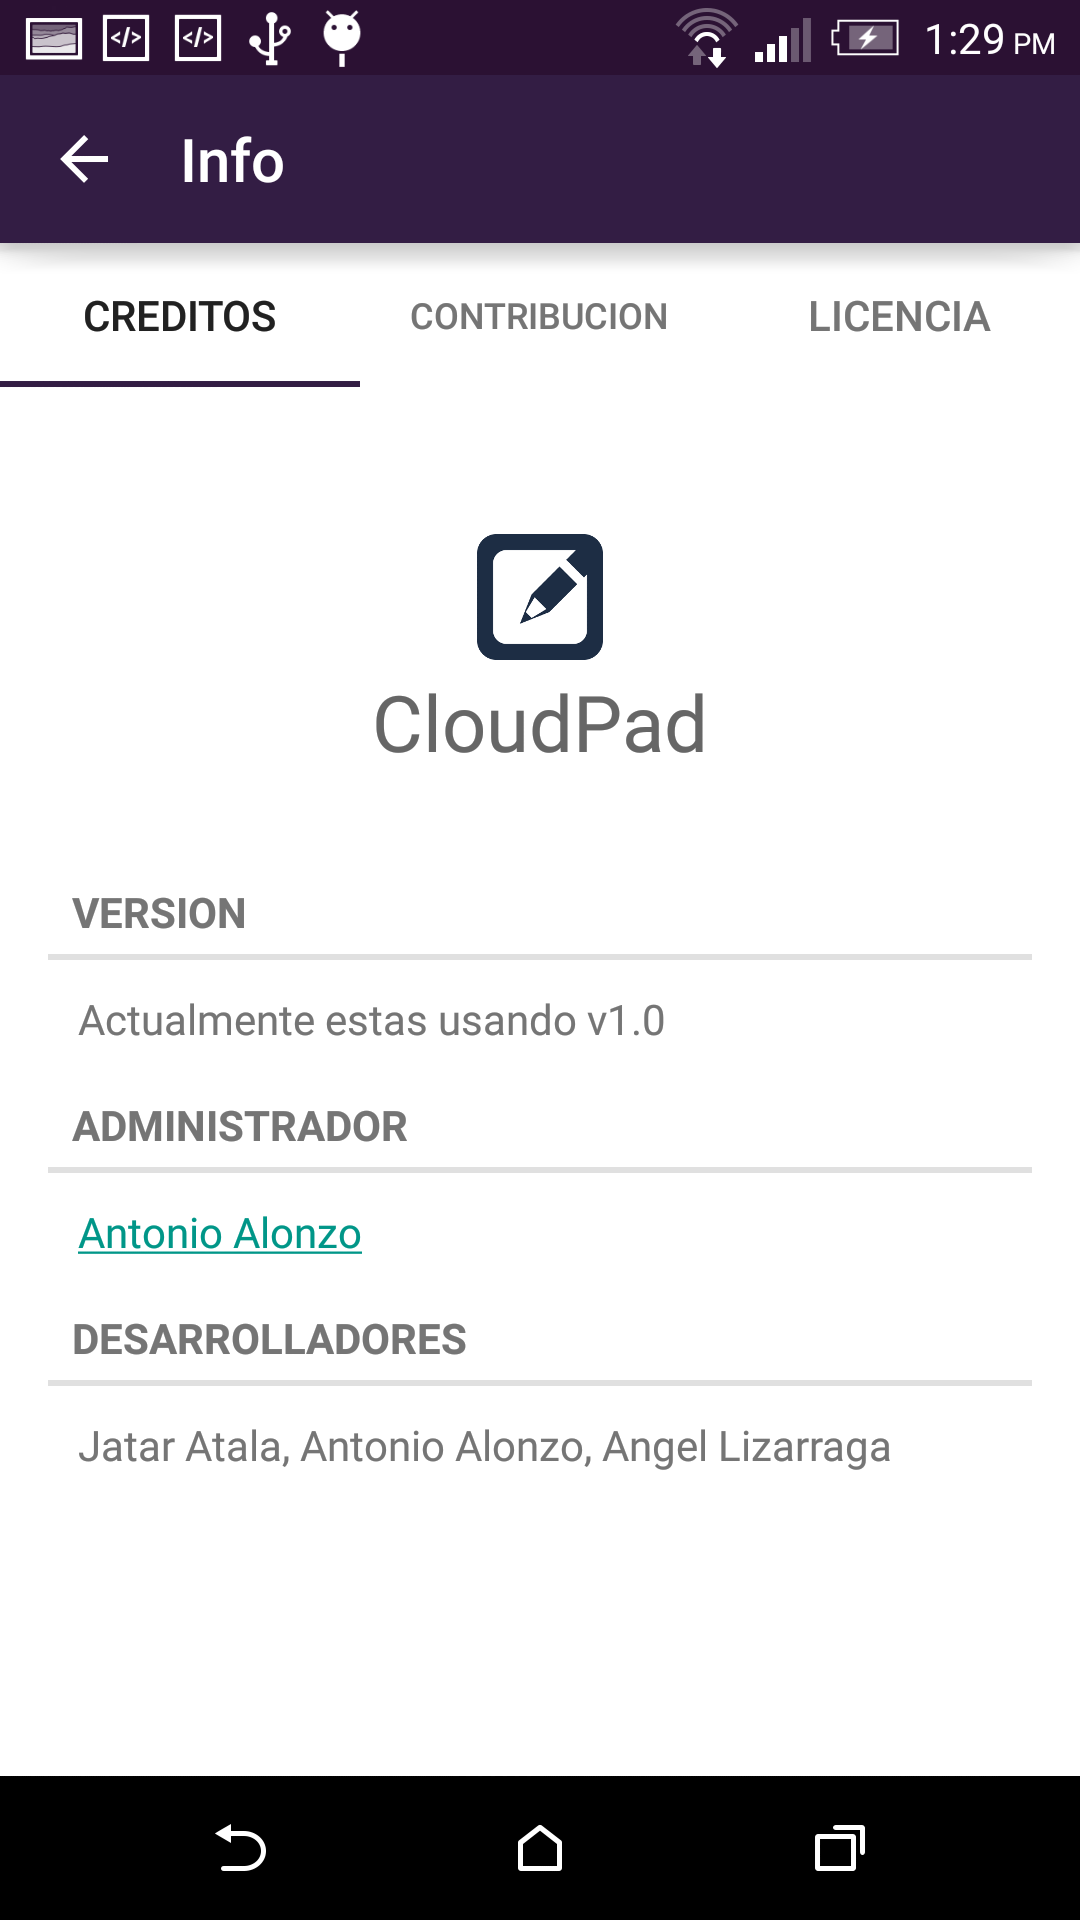 1:29 PM
Info
CREDITOS CONTRIBUCION LICENCIA
CloudPad
VERSION
Actualmente estas usando v1.0
ADMINISTRADOR
Antonio Alonzo
DESARROLLADORES
Jatar Atala, Antonio Alonzo, Angel Lizarraga